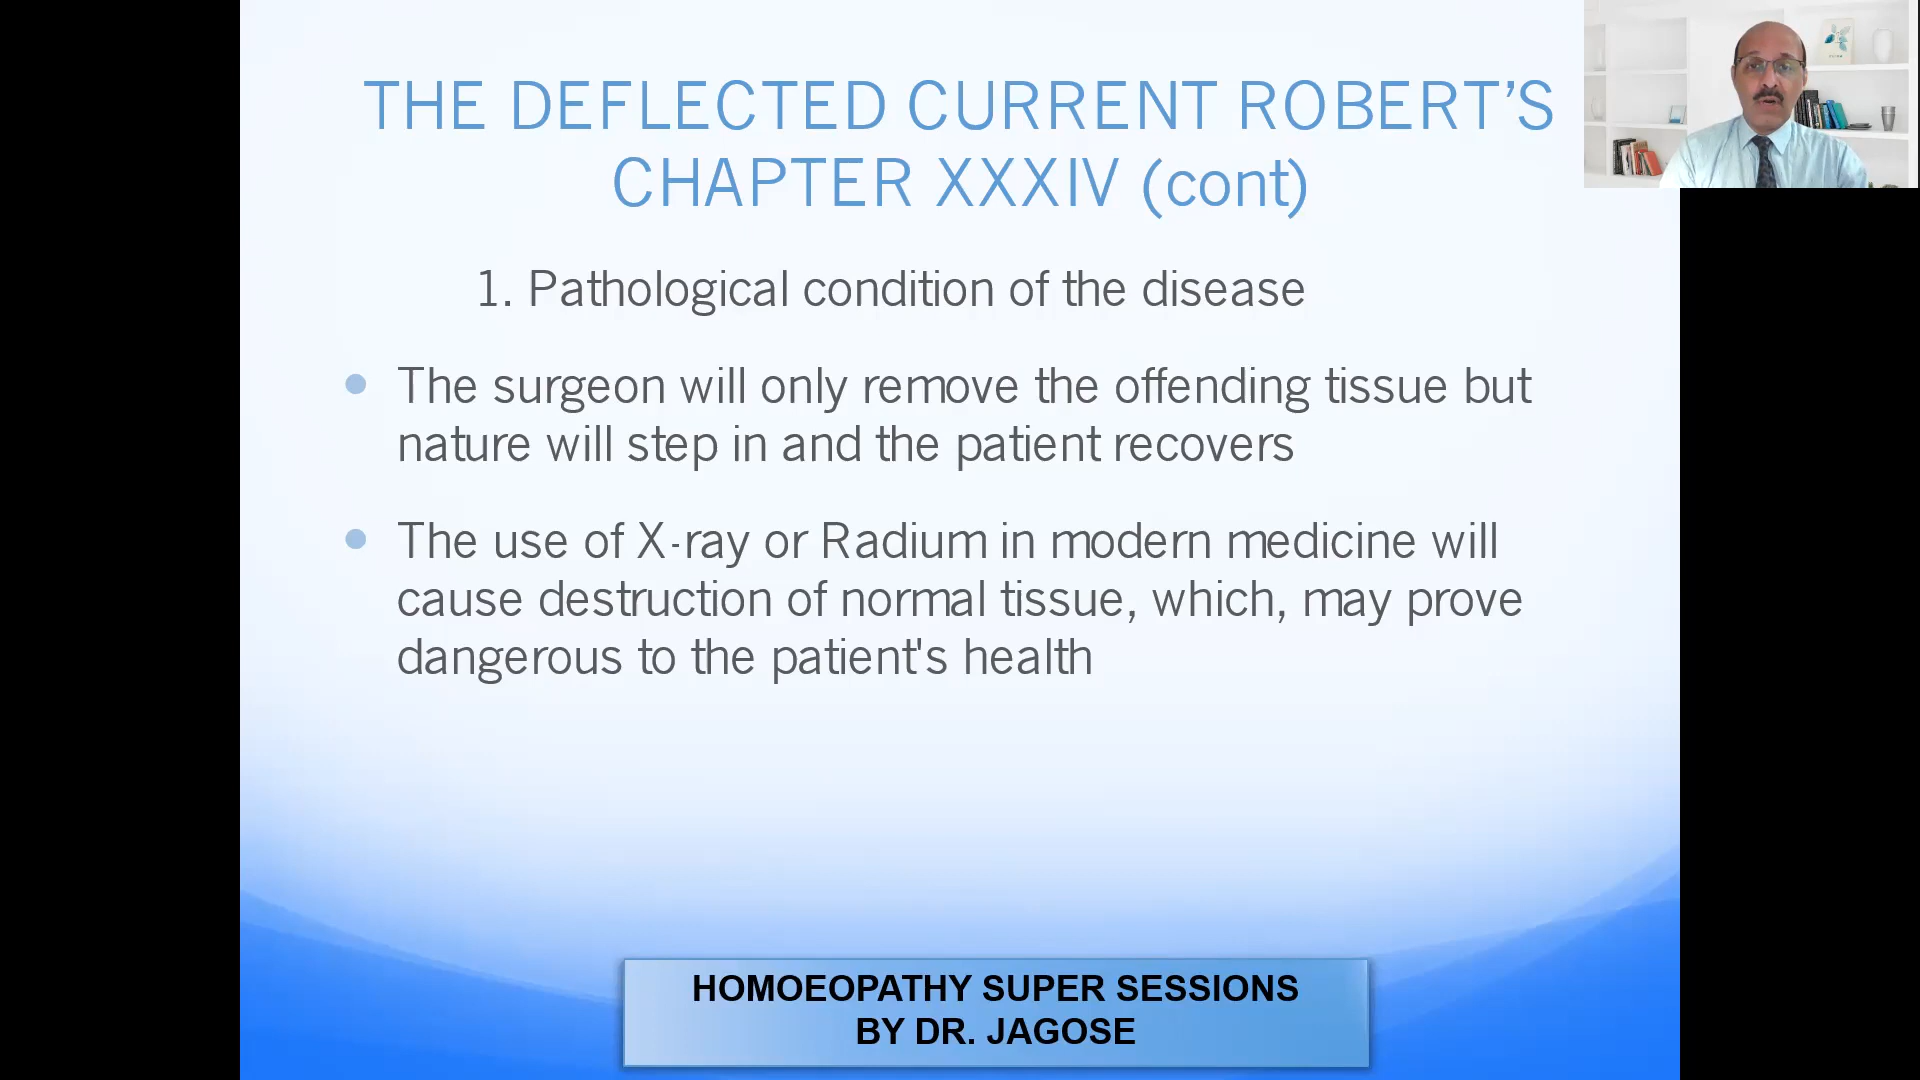 THE DEFLECTED CURRENT ROBERT’S
CHAPTER XXXIV (cont)
1. Pathological condition of the disease
The surgeon will only remove the offending tissue but
nature will step in and the patient recovers
The use of X-ray or Radium in modern medicine will
cause destruction of normal tissue, which, may prove
dangerous to the patient's health
HOMOEOPATHY SUPER SESSIONS
BY DR. JAGOSE